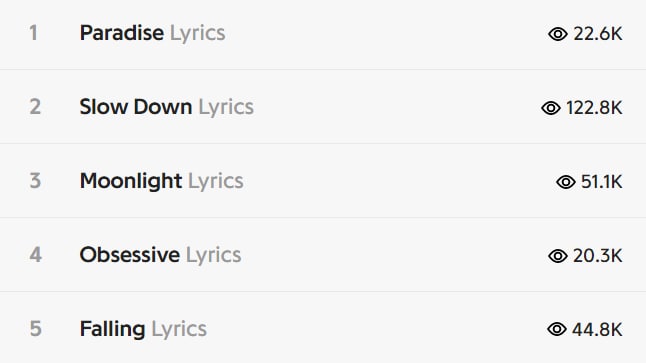 1 Paradise Lyrics 22.6K
2 Slow Down Lyrics 122.8K
3 Moonlight Lyrics 51.1K
4 Obsessive Lyrics 20.3K
5 Falling Lyrics 44.8K